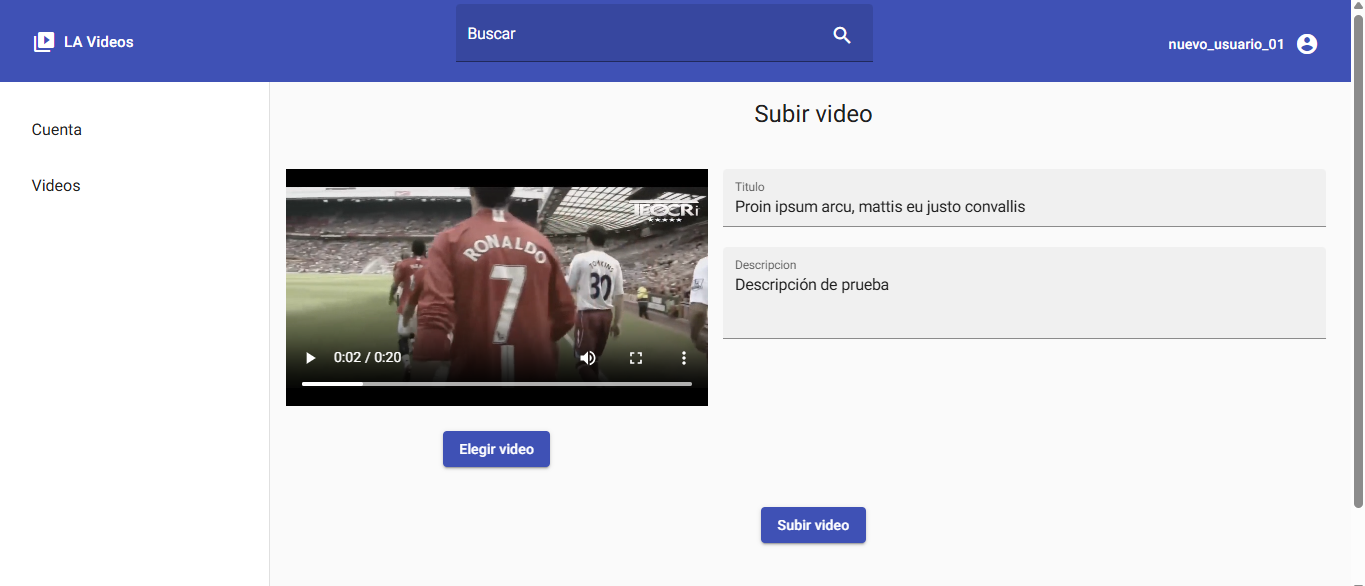 LA Videos
Buscar
nuevo_usuario_01
Cuenta
Videos
Subir video
RONALDO
7
30
0:02 / 0:20
Elegir video
Titulo
Proin ipsum arcu, mattis eu justo convallis
Descripcion
Descripción de prueba
Subir video